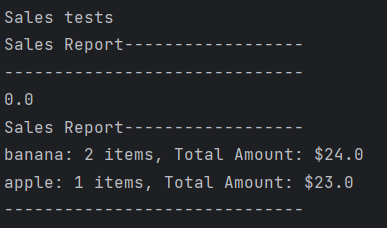 Sales tests
Sales Report------------------
------------------------------
0.0
Sales Report------------------
banana: 2 items, Total Amount: $24.0
apple: 1 items, Total Amount: $23.0
------------------------------